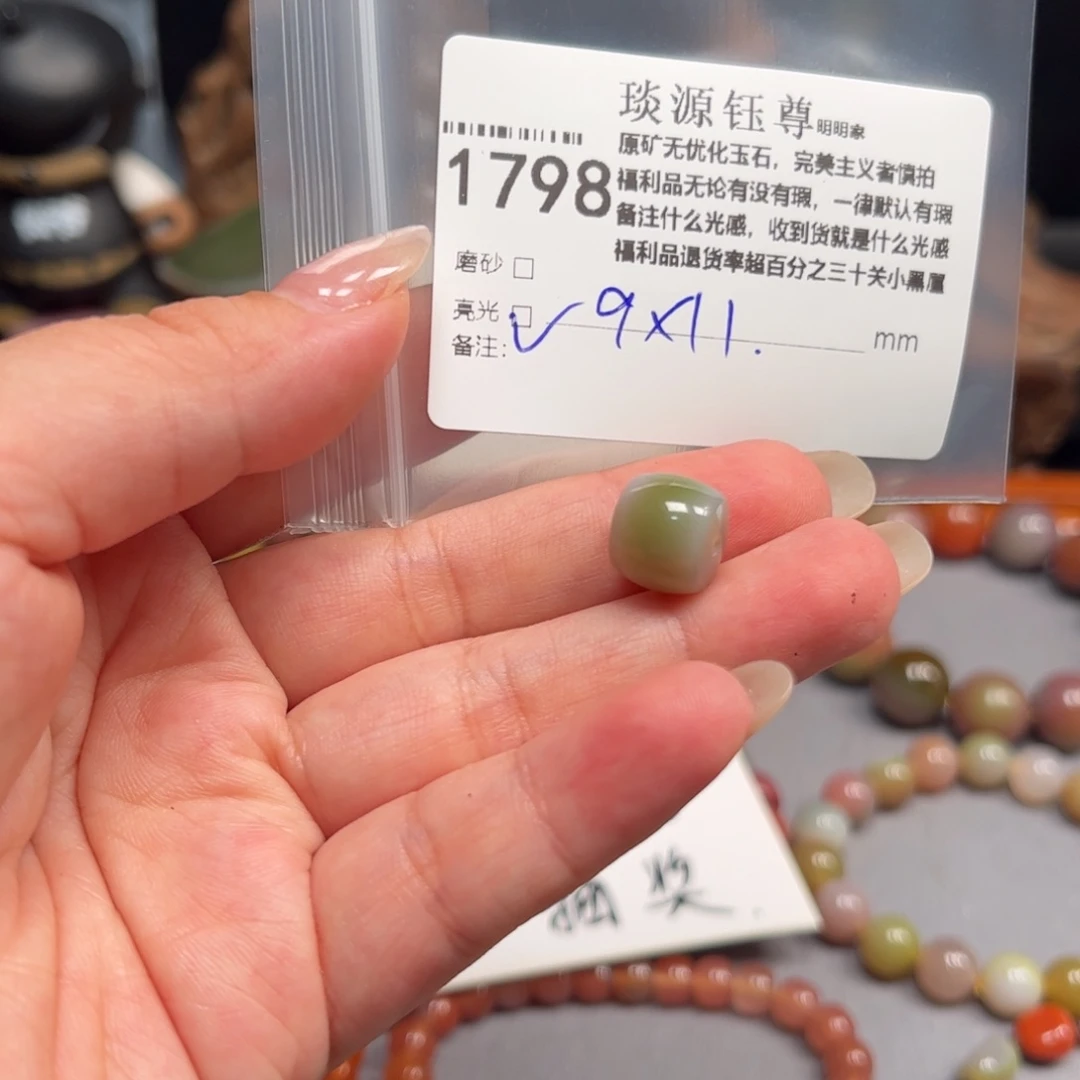 琰源钰尊明明家
原矿无优化玉石，完美主义者慎拍
1798
福利品无论有没有瑕，一律默认有瑕
备注什么光感，收到货就是什么光感
福利品退货率超百分之三十关小黑屋
磨砂 □
亮光 □ ✓ 9x11. mm
备注:
抽奖.